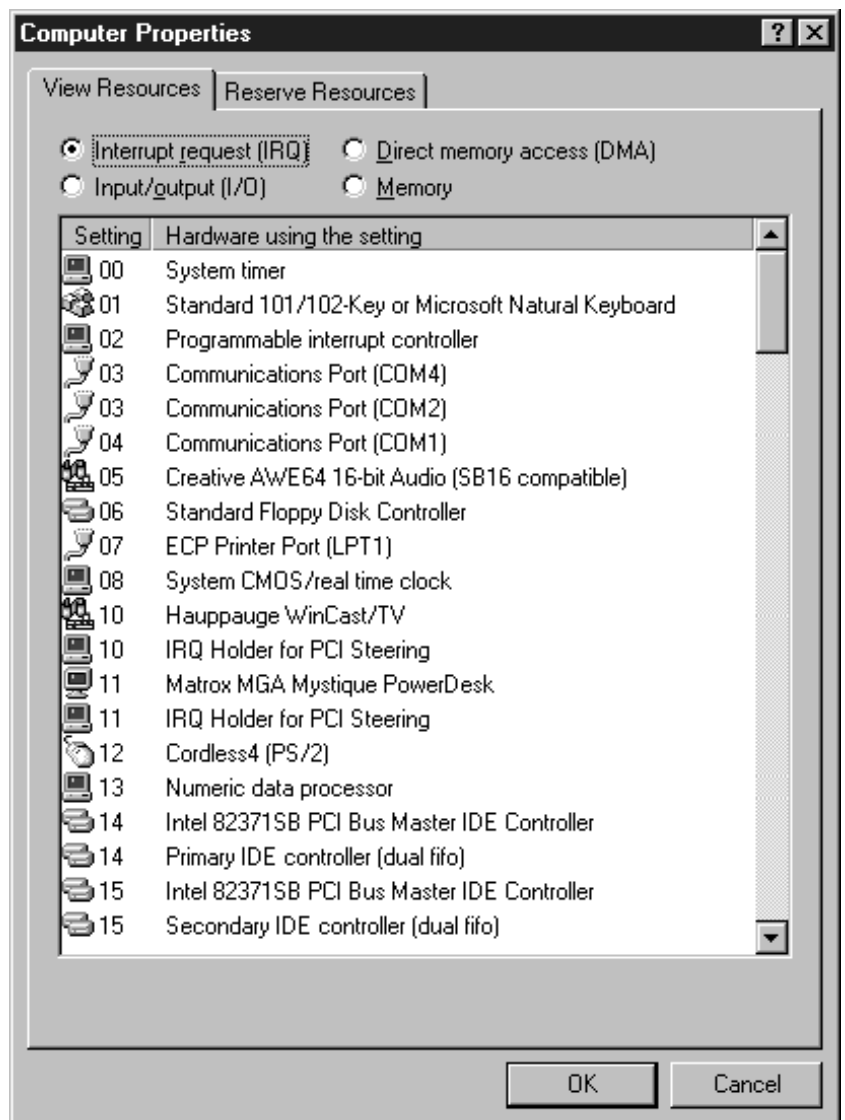 Computer Properties
View Resources Reserve Resources
Interrupt request (IRQ) Direct memory access (DMA)
Input/output (I/O) Memory
Setting Hardware using the setting
00 System timer
01 Standard 101/102-Key or Microsoft Natural Keyboard
02 Programmable interrupt controller
03 Communications Port (COM4)
03 Communications Port (COM2)
04 Communications Port (COM1)
05 Creative AWE64 16-bit Audio (SB16 compatible)
06 Standard Floppy Disk Controller
07 ECP Printer Port (LPT1)
08 System CMOS/real time clock
10 Hauppauge WinCast/TV
10 IRQ Holder for PCI Steering
11 Matrox MGA Mystique PowerDesk
11 IRQ Holder for PCI Steering
12 Cordless4 (PS/2)
13 Numeric data processor
14 Intel 82371SB PCI Bus Master IDE Controller
14 Primary IDE controller (dual fifo)
15 Intel 82371SB PCI Bus Master IDE Controller
15 Secondary IDE controller (dual fifo)
OK Cancel